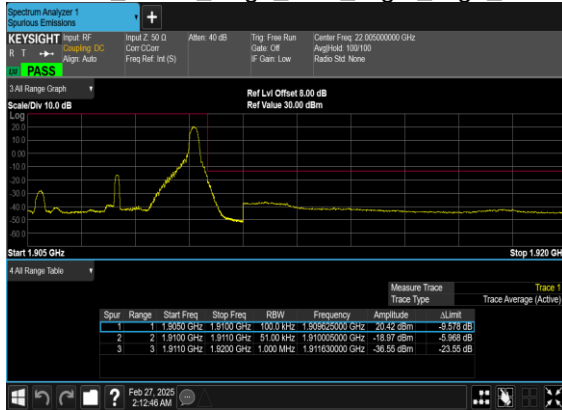 Spectrum Analyzer 1
Spurious Emissions
+
KEYSIGHT Input: RF Input Z: 50 Ω Atten: 40 dB Trig: Free Run Center Freq: 22.005000000 GHz
R T Coupling: DC Corr CCorr Gate: Off Avg|Hold: 100/100
Align: Auto Freq Ref: Int (S) IF Gain: Low Radio Std: None
PASS
3 All Range Graph
Ref Lvl Offset 8.00 dB
Scale/Div 10.0 dB Ref Value 30.00 dBm
Log
20.0
10.0
0.00
-10.0
-20.0
-30.0
-40.0
-50.0
-60.0
Start 1.905 GHz Stop 1.920 GH
4 All Range Table
Measure Trace Trace 1
Trace Type Trace Average (Active)
Spur Range Start Freq Stop Freq RBW Frequency Amplitude ΔLimit
1 1 1.9050 GHz 1.9100 GHz 100.0 kHz 1.909625000 GHz 20.42 dBm -9.578 dB
2 2 1.9100 GHz 1.9110 GHz 51.00 kHz 1.910005000 GHz -18.97 dBm -5.968 dB
3 3 1.9110 GHz 1.9200 GHz 1.000 MHz 1.911630000 GHz -36.55 dBm -23.55 dB
? Feb 27, 2025
2:12:46 AM